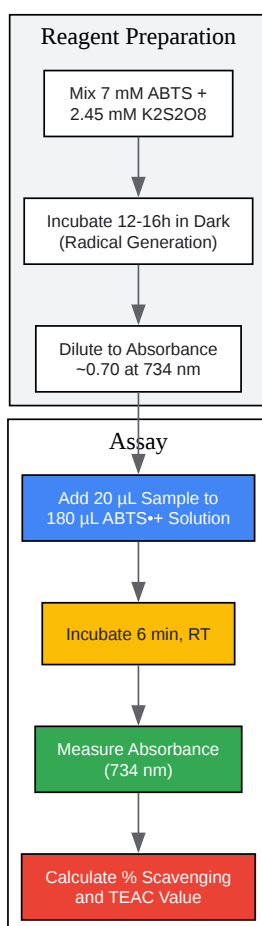 Reagent Preparation
Mix 7 mM ABTS +
2.45 mM K2S2O8
Incubate 12-16h in Dark
(Radical Generation)
Dilute to Absorbance
~0.70 at 734 nm
Assay
Add 20 µL Sample to
180 µL ABTS•+ Solution
Incubate 6 min, RT
Measure Absorbance
(734 nm)
Calculate % Scavenging
and TEAC Value